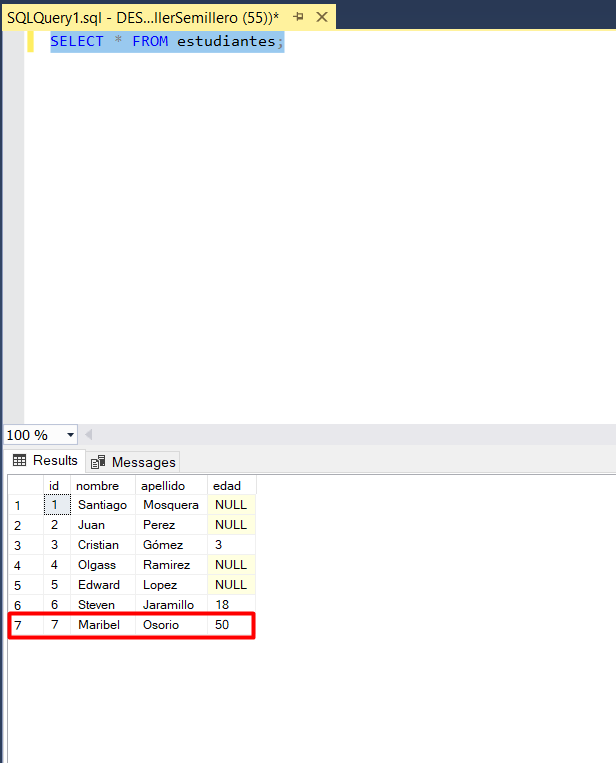 SQLQuery1.sql - DES...llerSemillero (55))*
SELECT * FROM estudiantes;
100 %
Results Messages
id nombre apellido edad
1 1 Santiago Mosquera NULL
2 2 Juan Perez NULL
3 3 Cristian Gómez 3
4 4 Olgass Ramirez NULL
5 5 Edward Lopez NULL
6 6 Steven Jaramillo 18
7 7 Maribel Osorio 50